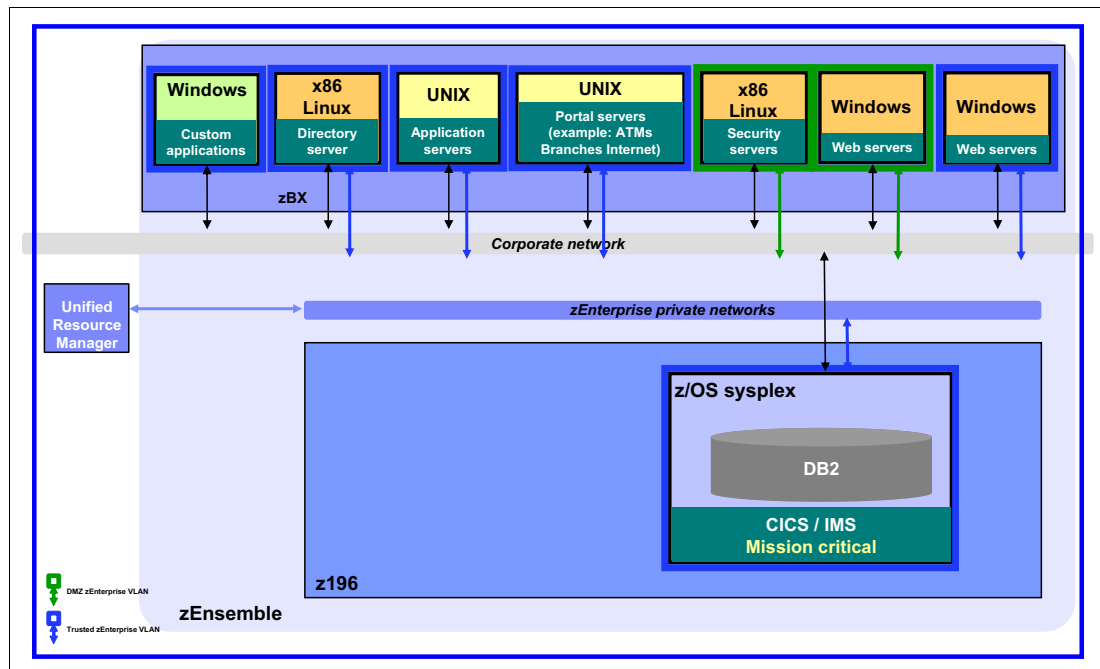 Windows
Custom
applications
x86
Linux
Directory
server
UNIX
Application
servers
UNIX
Portal servers
(example: ATMs
Branches Internet)
x86
Linux
Security
servers
Windows
Web servers
Windows
Web servers
zBX
Corporate network
Unified
Resource
Manager
zEnterprise private networks
z/OS sysplex
DB2
CICS / IMS
Mission critical
z196
DMZ zEnterprise VLAN
zEnsemble
Trusted zEnterprise VLAN